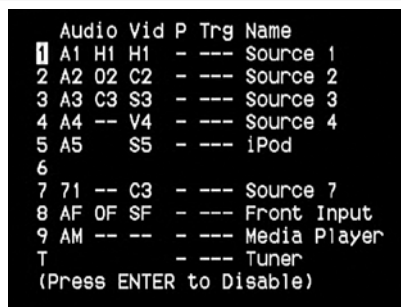 Audio Vid P Trg Name
1 A1 H1 H1 - --- Source 1
2 A2 O2 C2 - --- Source 2
3 A3 C3 S3 - --- Source 3
4 A4 -- V4 - --- Source 4
5 A5 S5 - --- iPod
6
7 71 -- C3 - --- Source 7
8 AF OF SF - --- Front Input
9 AM -- -- - --- Media Player
T - --- Tuner
(Press ENTER to Disable)